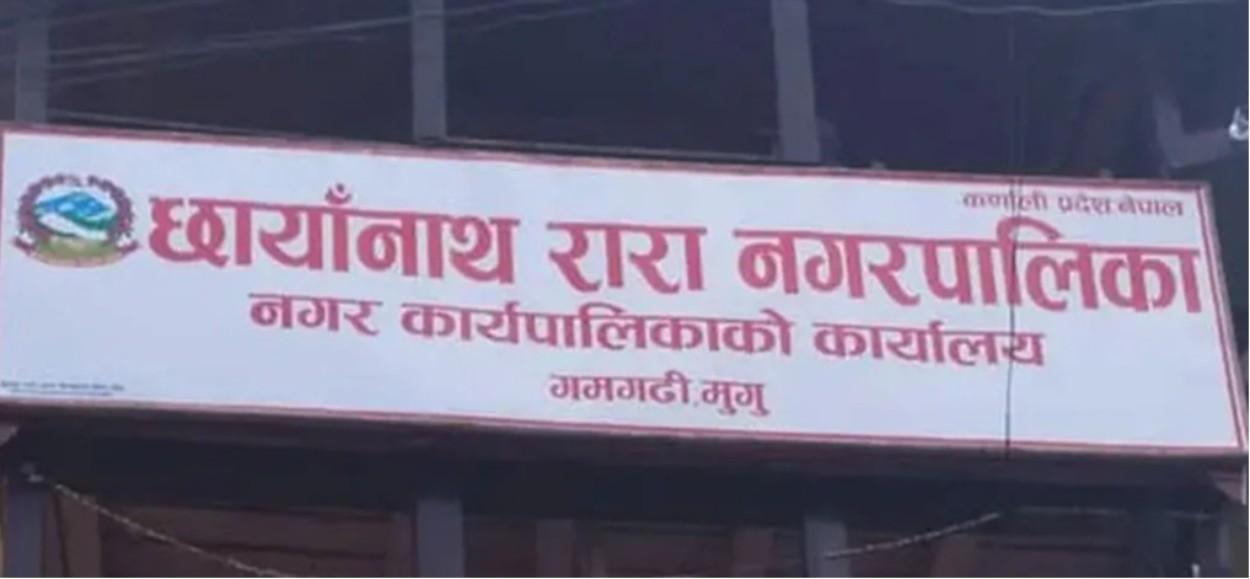 कर्णाली प्रदेश नेपाल
छायाँनाथ रारा नगरपालिका
नगर कार्यपालिकाको कार्यालय
गमगढी, मुगु